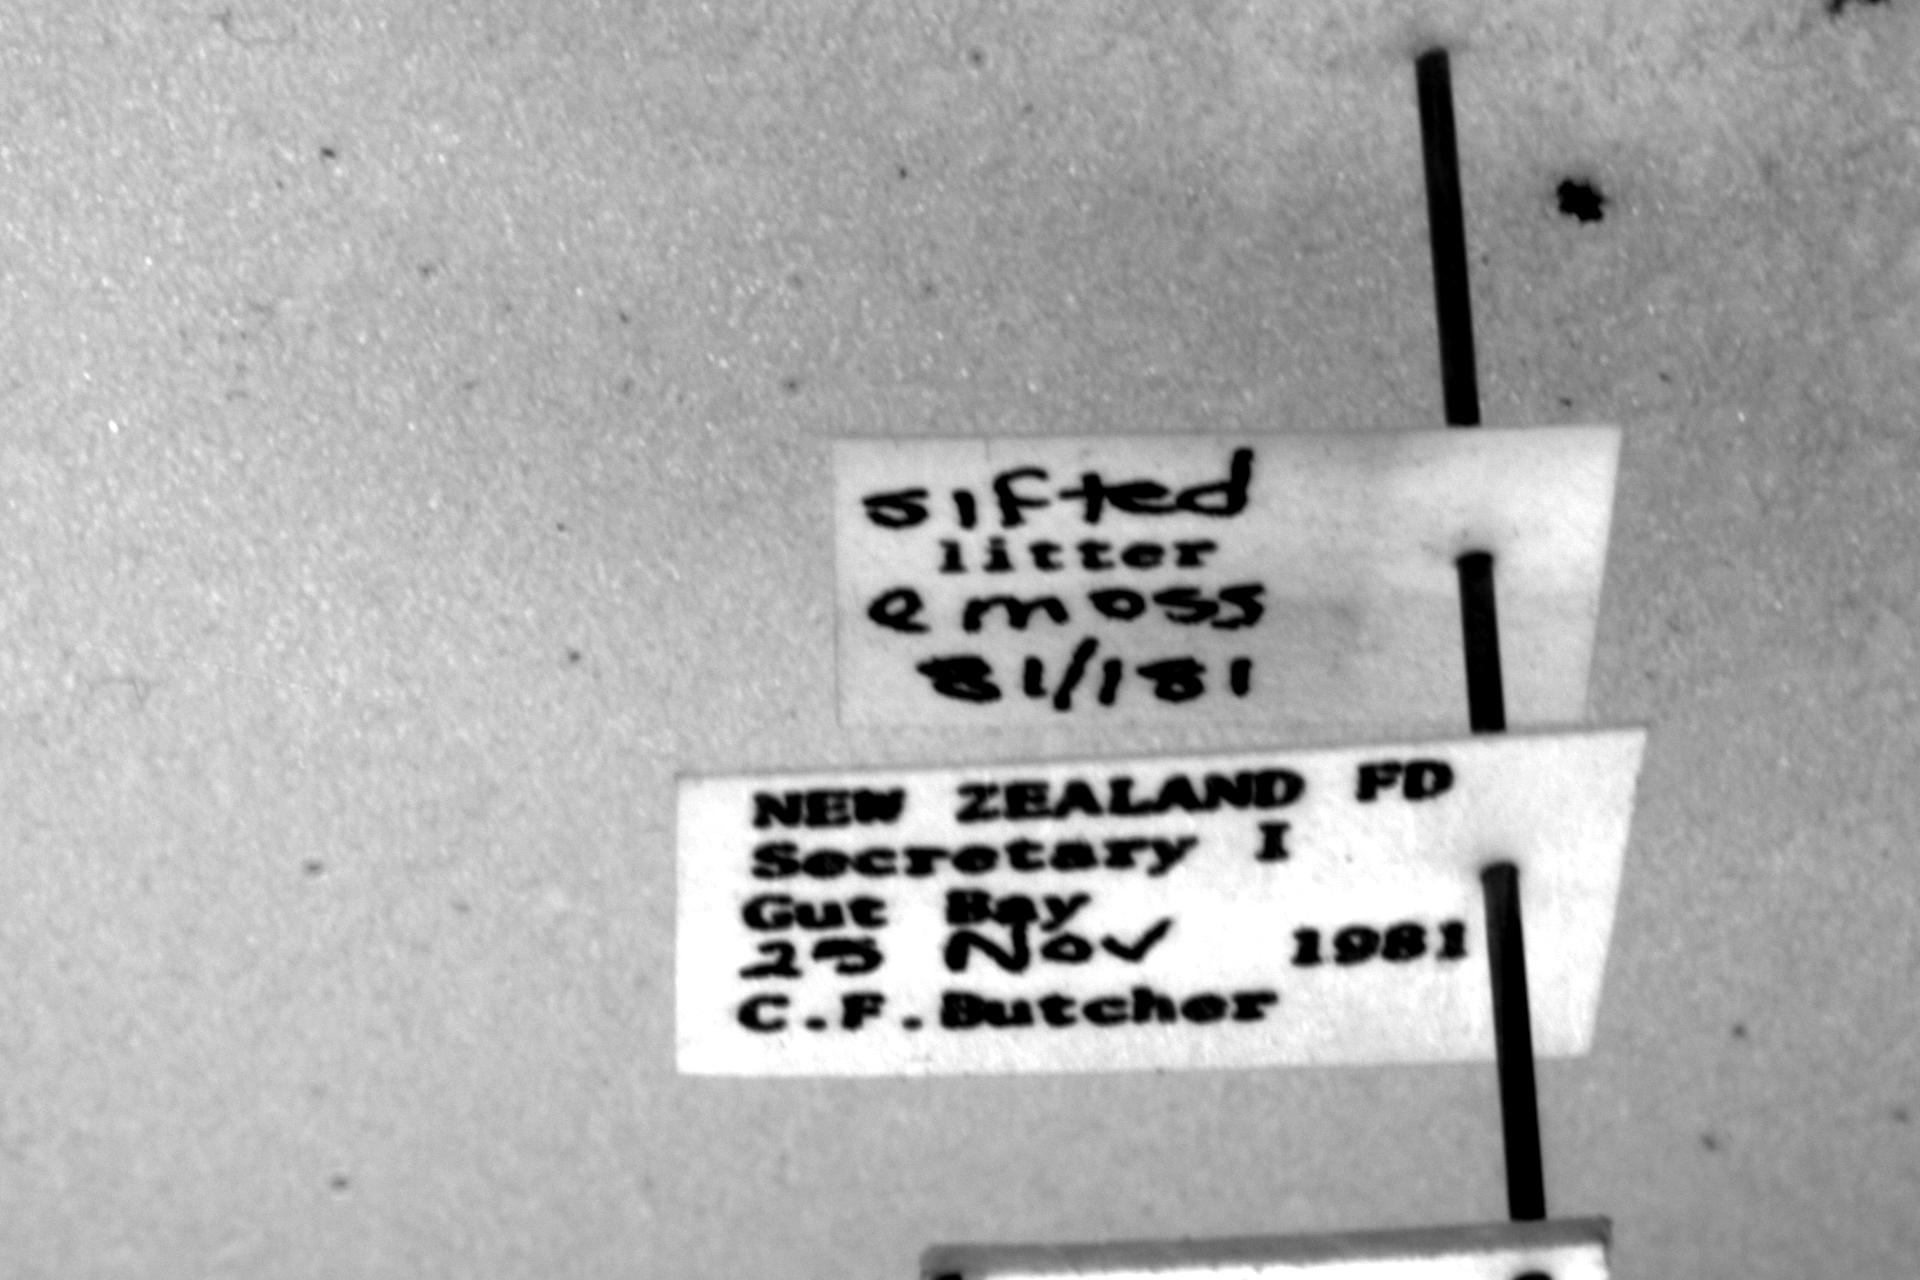 sifted
litter
e moss
81/181
NEW ZEALAND FD
Secretary I
Gut Bay
25 Nov 1981
C.F.Butcher